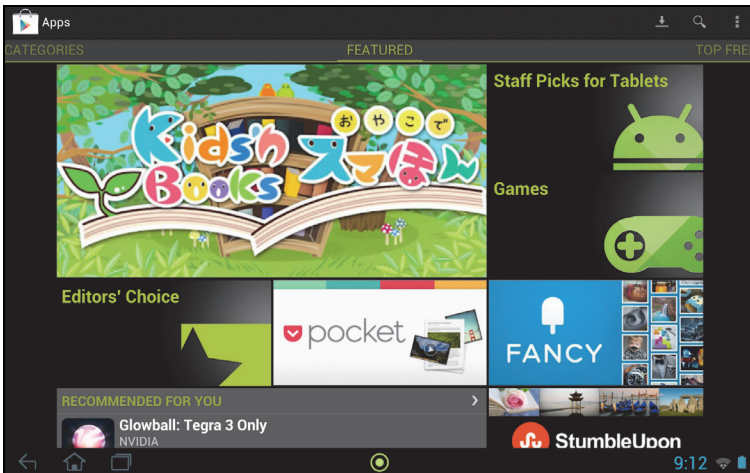 Apps
CATEGORIES
FEATURED
TOP FRE
Kids'n
Books
おやこで
スマほん
Staff Picks for Tablets
Games
Editors' Choice
pocket
FANCY
RECOMMENDED FOR YOU
Glowball: Tegra 3 Only
NVIDIA
StumbleUpon
9:12